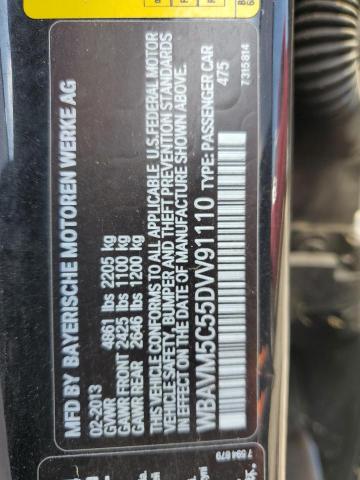 MFD BY BAYERISCHE MOTOREN WERKE AG
02-2013
GVWR 4861 lbs 2205 kg
GAWR FRONT 2425 lbs 1100 kg
GAWR REAR 2646 lbs 1200 kg
THIS VEHICLE CONFORMS TO ALL APPLICABLE U.S. FEDERAL MOTOR
VEHICLE SAFETY, BUMPER AND THEFT PREVENTION STANDARDS
IN EFFECT ON THE DATE OF MANUFACTURE SHOWN ABOVE.
WBAVM5C55DVV91110 TYPE: PASSENGER CAR
475
7315814
7694879